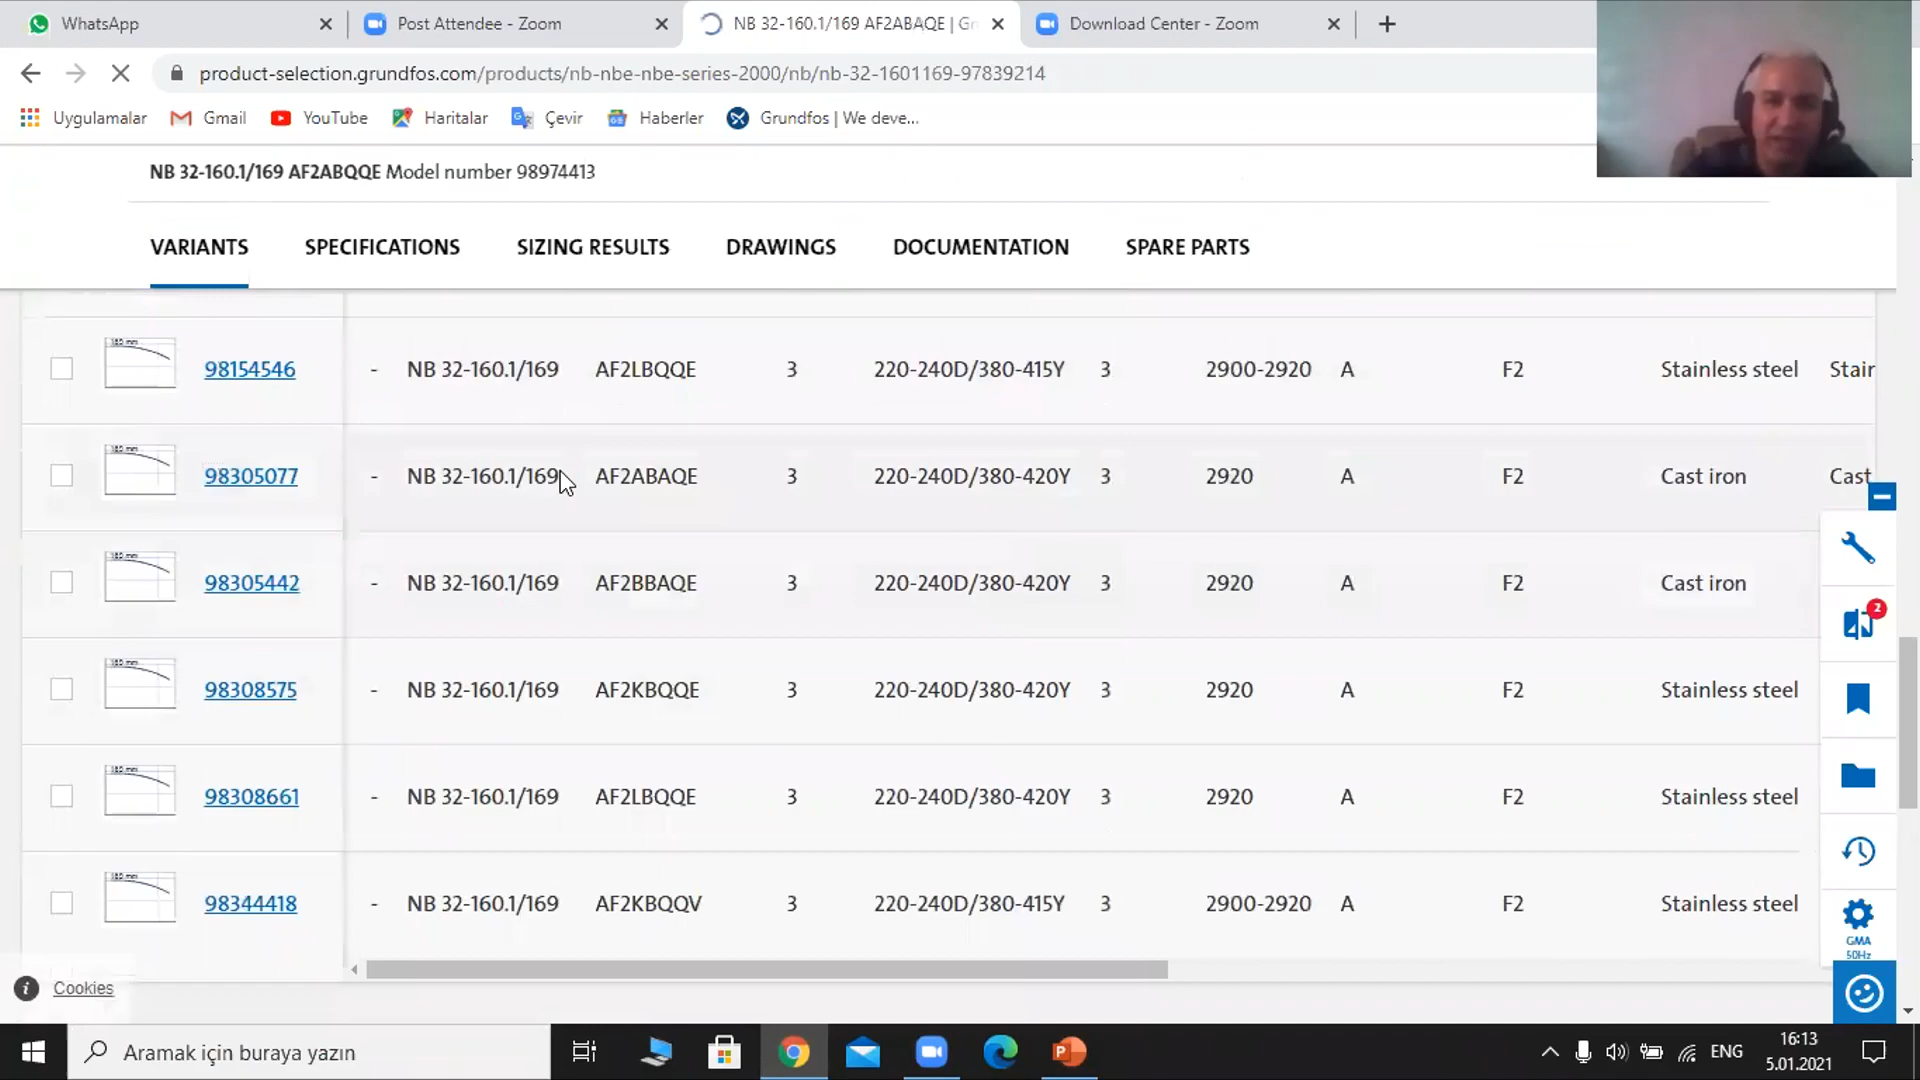 WhatsApp
Post Attendee - Zoom
NB 32-160.1/169 AF2ABAQE | Gr
Download Center - Zoom
product-selection.grundfos.com/products/nb-nbe-nbe-series-2000/nb/nb-32-1601169-97839214
Uygulamalar
Gmail
YouTube
Haritalar
Çevir
Haberler
Grundfos | We deve...
NB 32-160.1/169 AF2ABQQE Model number 98974413
VARIANTS
SPECIFICATIONS
SIZING RESULTS
DRAWINGS
DOCUMENTATION
SPARE PARTS
98154546 - NB 32-160.1/169 AF2LBQQE 3 220-240D/380-415Y 3 2900-2920 A F2 Stainless steel Stair
98305077 - NB 32-160.1/169 AF2ABAQE 3 220-240D/380-420Y 3 2920 A F2 Cast iron Cast
98305442 - NB 32-160.1/169 AF2BBAQE 3 220-240D/380-420Y 3 2920 A F2 Cast iron
98308575 - NB 32-160.1/169 AF2KBQQE 3 220-240D/380-420Y 3 2920 A F2 Stainless steel
98308661 - NB 32-160.1/169 AF2LBQQE 3 220-240D/380-420Y 3 2920 A F2 Stainless steel
98344418 - NB 32-160.1/169 AF2KBQQV 3 220-240D/380-415Y 3 2900-2920 A F2 Stainless steel
2
GMA
50Hz
Cookies
Aramak için buraya yazın
ENG
16:13
5.01.2021